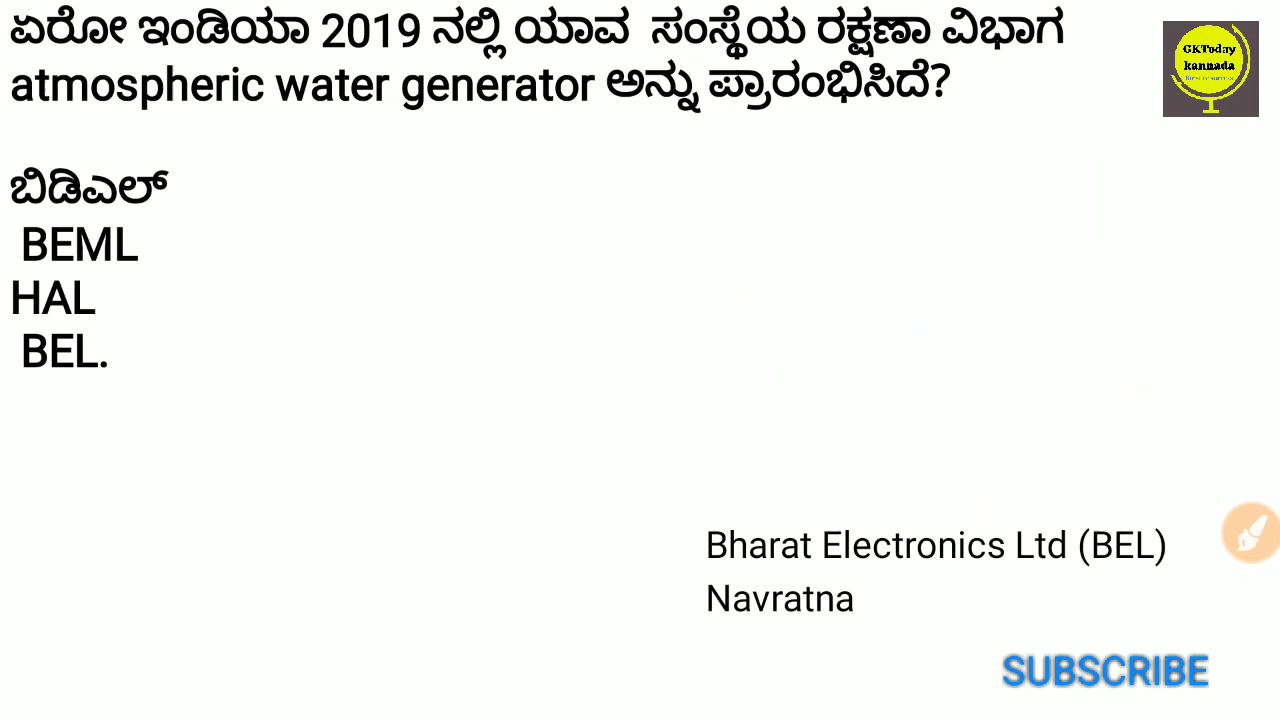 ಏರೋ ಇಂಡಿಯಾ 2019 ನಲ್ಲಿ ಯಾವ ಸಂಸ್ಥೆಯ ರಕ್ಷಣಾ ವಿಭಾಗ
atmospheric water generator ಅನ್ನು ಪ್ರಾರಂಭಿಸಿದೆ?
GKToday
kannada
ಬಿಡಿಎಲ್
BEML
HAL
BEL.
Bharat Electronics Ltd (BEL)
Navratna
SUBSCRIBE